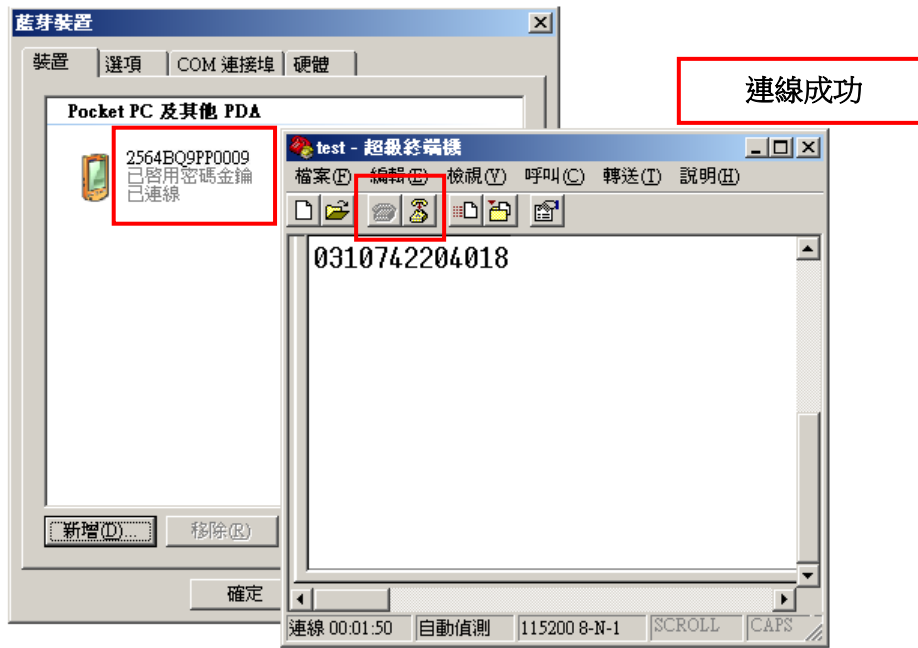 藍芽裝置
裝置 選項 COM 連接埠 硬體
Pocket PC 及其他 PDA
2564BQ9PP0009
已啓用密碼金鑰
已連線
新增(D)... 移除(R)
確定
連線成功
test - 超級終端機
檔案(F) 編輯(E) 檢視(V) 呼叫(C) 轉送(T) 說明(H)
0310742204018
連線 00:01:50 自動偵測 115200 8-N-1 SCROLL CAPS